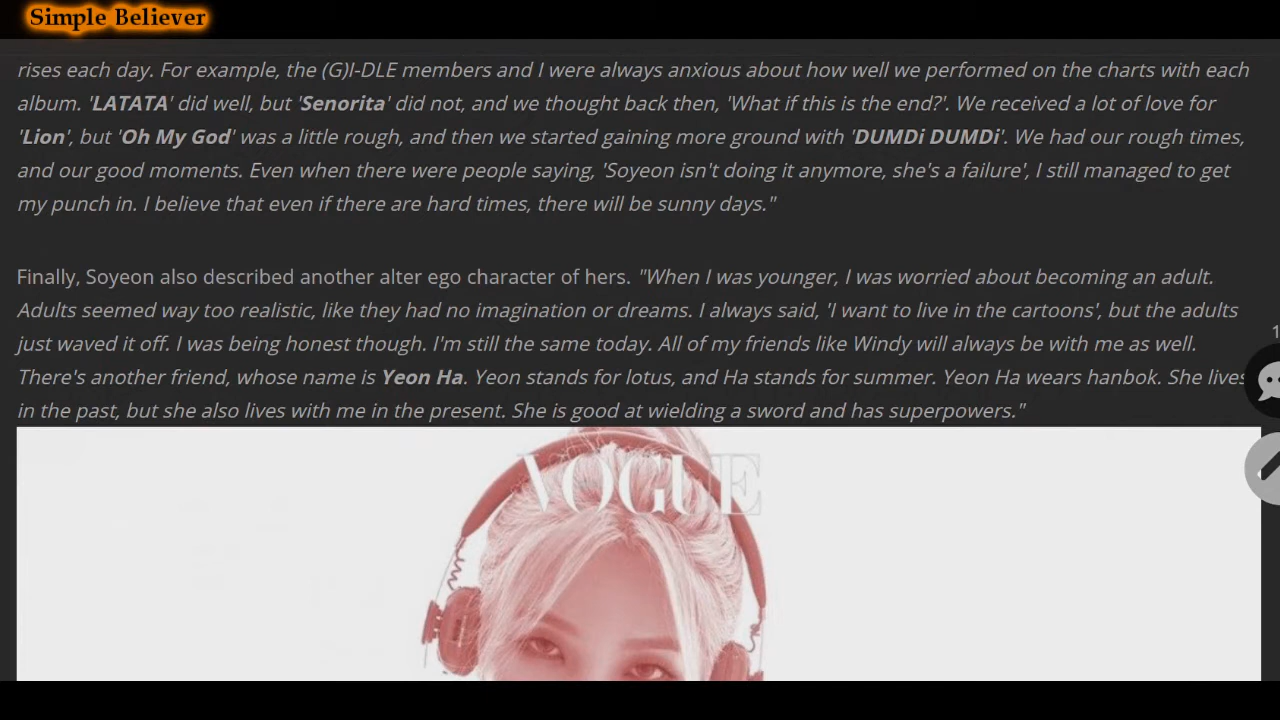 Simple Believer
rises each day. For example, the (G)I-DLE members and I were always anxious about how well we performed on the charts with each
album. 'LATATA' did well, but 'Senorita' did not, and we thought back then, 'What if this is the end?'. We received a lot of love for
'Lion', but 'Oh My God' was a little rough, and then we started gaining more ground with 'DUMDi DUMDi'. We had our rough times,
and our good moments. Even when there were people saying, 'Soyeon isn't doing it anymore, she's a failure', I still managed to get
my punch in. I believe that even if there are hard times, there will be sunny days."
Finally, Soyeon also described another alter ego character of hers. "When I was younger, I was worried about becoming an adult.
Adults seemed way too realistic, like they had no imagination or dreams. I always said, 'I want to live in the cartoons', but the adults
just waved it off. I was being honest though. I'm still the same today. All of my friends like Windy will always be with me as well.
There's another friend, whose name is Yeon Ha. Yeon stands for lotus, and Ha stands for summer. Yeon Ha wears hanbok. She lives
in the past, but she also lives with me in the present. She is good at wielding a sword and has superpowers."
VOGUE